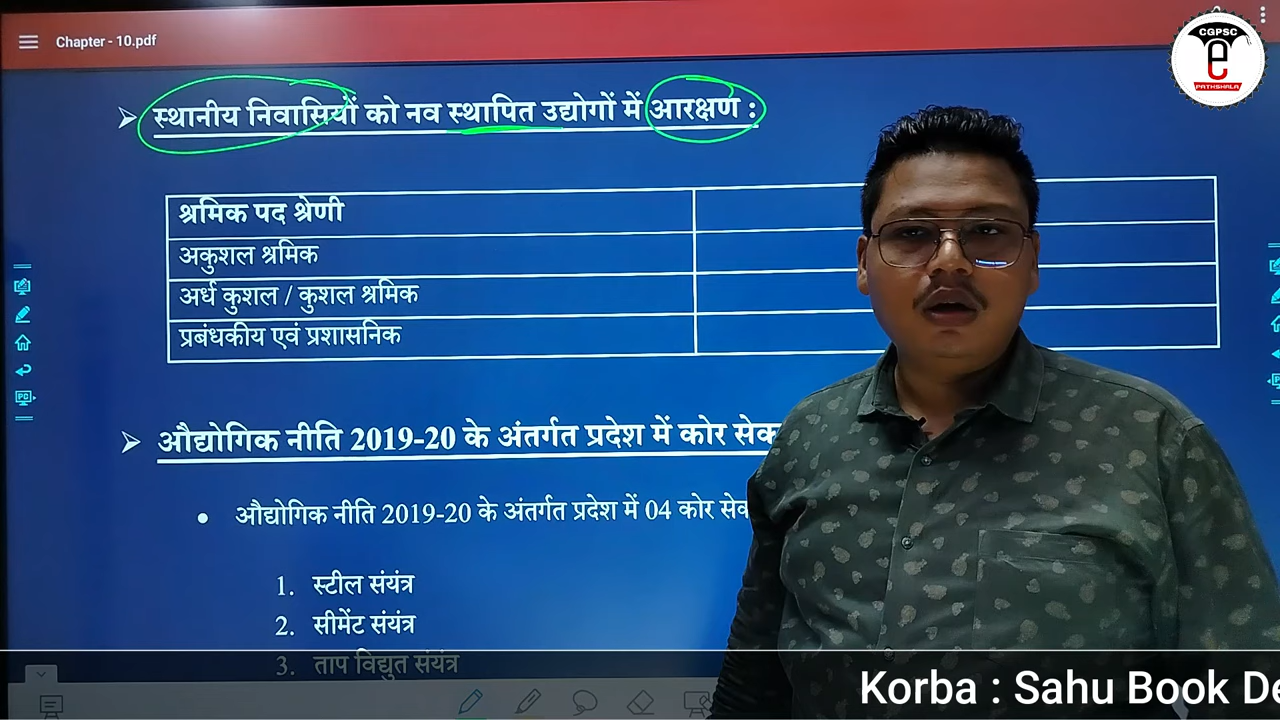 Chapter - 10.pdf
CGPSC
e
PATHSHALA
स्थानीय निवासियों को नव स्थापित उद्योगों में आरक्षण :
श्रमिक पद श्रेणी
अकुशल श्रमिक
अर्ध कुशल / कुशल श्रमिक
प्रबंधकीय एवं प्रशासनिक
औद्योगिक नीति 2019-20 के अंतर्गत प्रदेश में कोर
• औद्योगिक नीति 2019-20 के अंतर्गत प्रदेश में 04 कोर
1. स्टील संयंत्र
2. सीमेंट संयंत्र
3. ताप विद्युत संयंत्र
Korba : Sahu Book